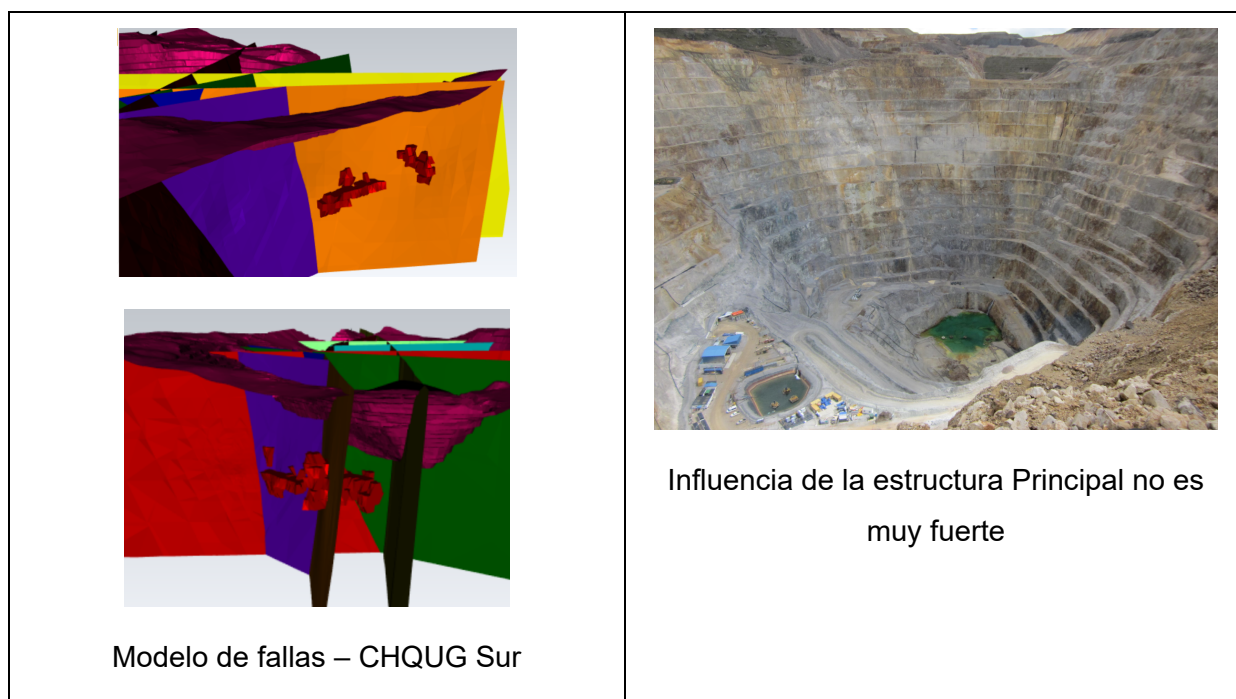 Modelo de fallas – CHQUG Sur
Influencia de la estructura Principal no es
muy fuerte